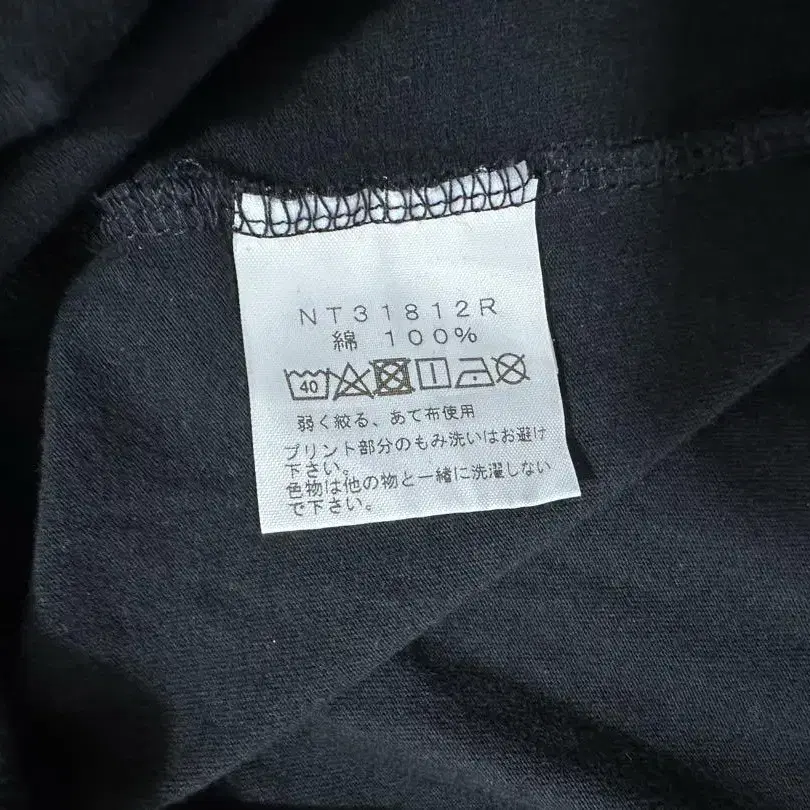 NT31812R
綿 100%
40
弱く絞る、あて布使用
プリント部分のもみ洗いはお避け
下さい。
色物は他の物と一緒に洗濯しない
で下さい。